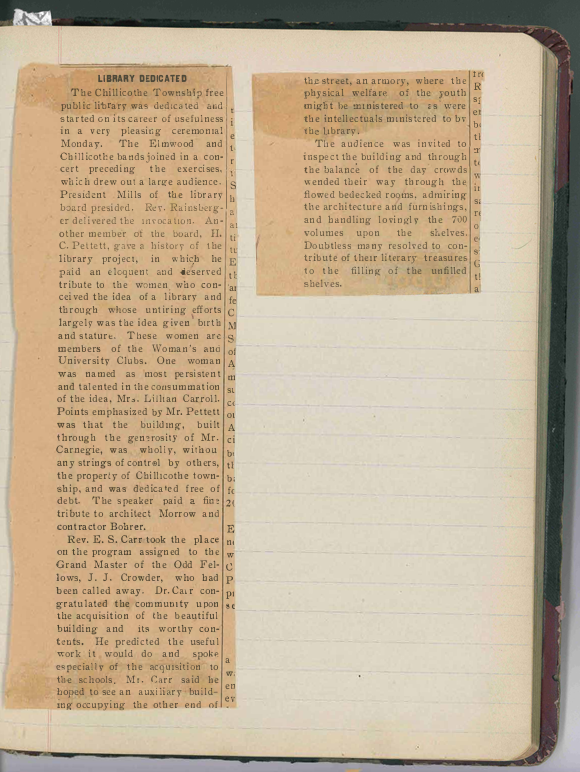 LIBRARY DEDICATED
The Chillicothe Township free
public library was dedicated and
started on its career of usefulness
in a very pleasing ceremonial
Monday. The Elmwood and
Chillicothe bands joined in a con-
cert preceding the exercises,
which drew out a large audience.
President Mills of the library
board presided. Rev. Rainsberg-
er delivered the invocation. An-
other member of the board, H.
C. Pettett, gave a history of the
library project, in which he
paid an eloquent and deserved
tribute to the women who con-
ceived the idea of a library and
through whose untiring efforts
largely was the idea given birth
and stature. These women are
members of the Woman's and
University Clubs. One woman
was named as most persistent
and talented in the consummation
of the idea, Mrs. Lillian Carroll.
Points emphasized by Mr. Pettett
was that the building, built
through the generosity of Mr.
Carnegie, was wholly, withou
any strings of control by others,
the property of Chillicothe town-
ship, and was dedicated free of
debt. The speaker paid a fine
tribute to architect Morrow and
contractor Bohrer.
Rev. E. S. Carr took the place
on the program assigned to the
Grand Master of the Odd Fel-
lows, J. J. Crowder, who had
been called away. Dr. Carr con-
gratulated the community upon
the acquisition of the beautiful
building and its worthy con-
tents. He predicted the useful
work it would do and spoke
especially of the acquisition to
the schools. Mr. Carr said he
hoped to see an auxiliary build-
ing occupying the other end of
the street, an armory, where the
physical welfare of the youth
might be ministered to as were
the intellectuals ministered to by
the library.
The audience was invited to
inspect the building and through
the balance of the day crowds
wended their way through the
flowed bedecked rooms, admiring
the architecture and furnishings,
and handling lovingly the 700
volumes upon the shelves.
Doubtless many resolved to con-
tribute of their literary treasures
to the filling of the unfilled
shelves.